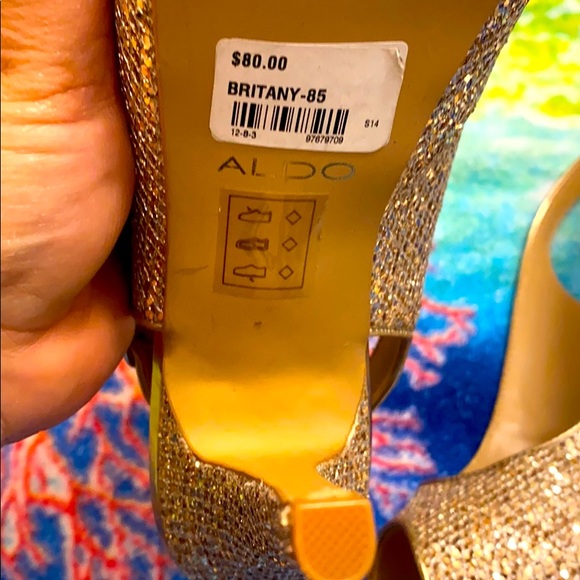 $80.00
BRITANY-85
S14
12-8-3 97679709
ALDO